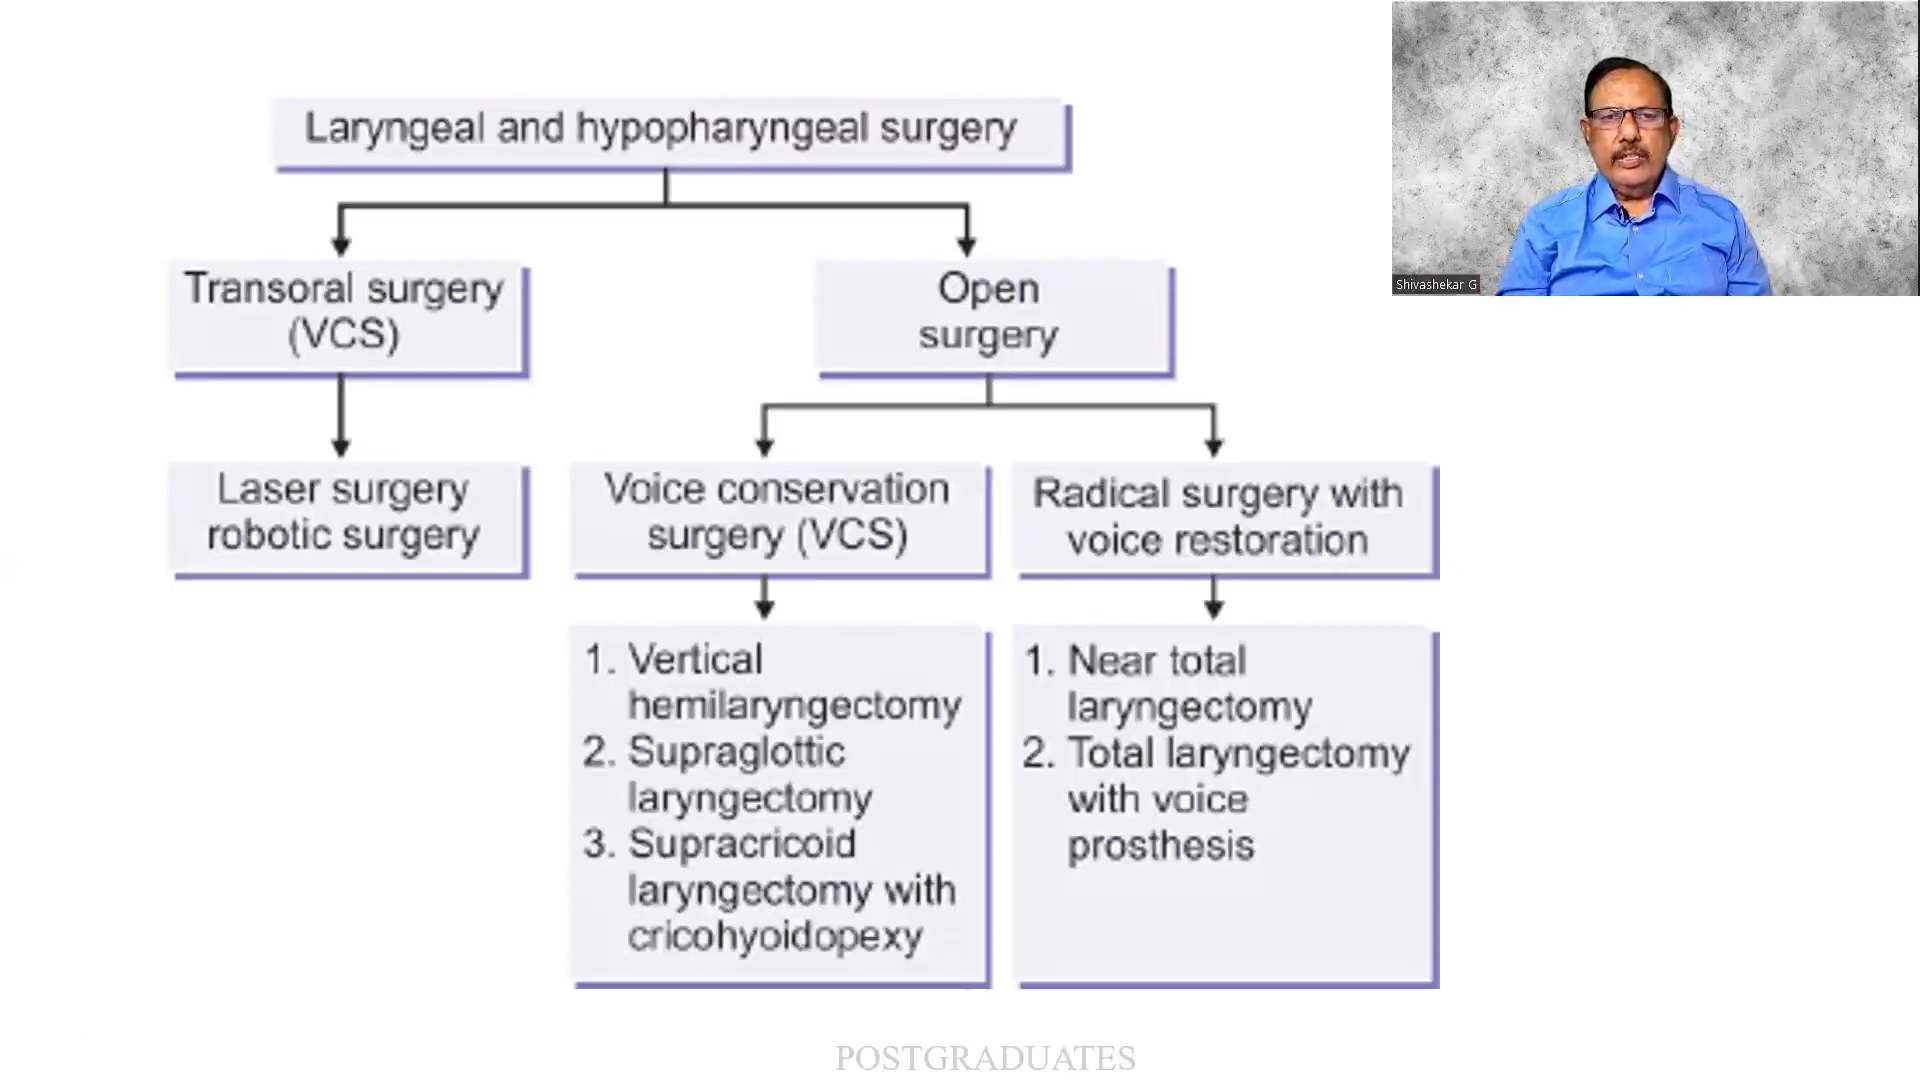 Laryngeal and hypopharyngeal surgery
Transoral surgery
(VCS)
Open
surgery
Laser surgery
robotic surgery
Voice conservation
surgery (VCS)
Radical surgery with
voice restoration
1. Vertical
hemilaryngectomy
2. Supraglottic
laryngectomy
3. Supracricoid
laryngectomy with
cricohyoidopexy
1. Near total
laryngectomy
2. Total laryngectomy
with voice
prosthesis
Shivashekar G
POSTGRADUATES